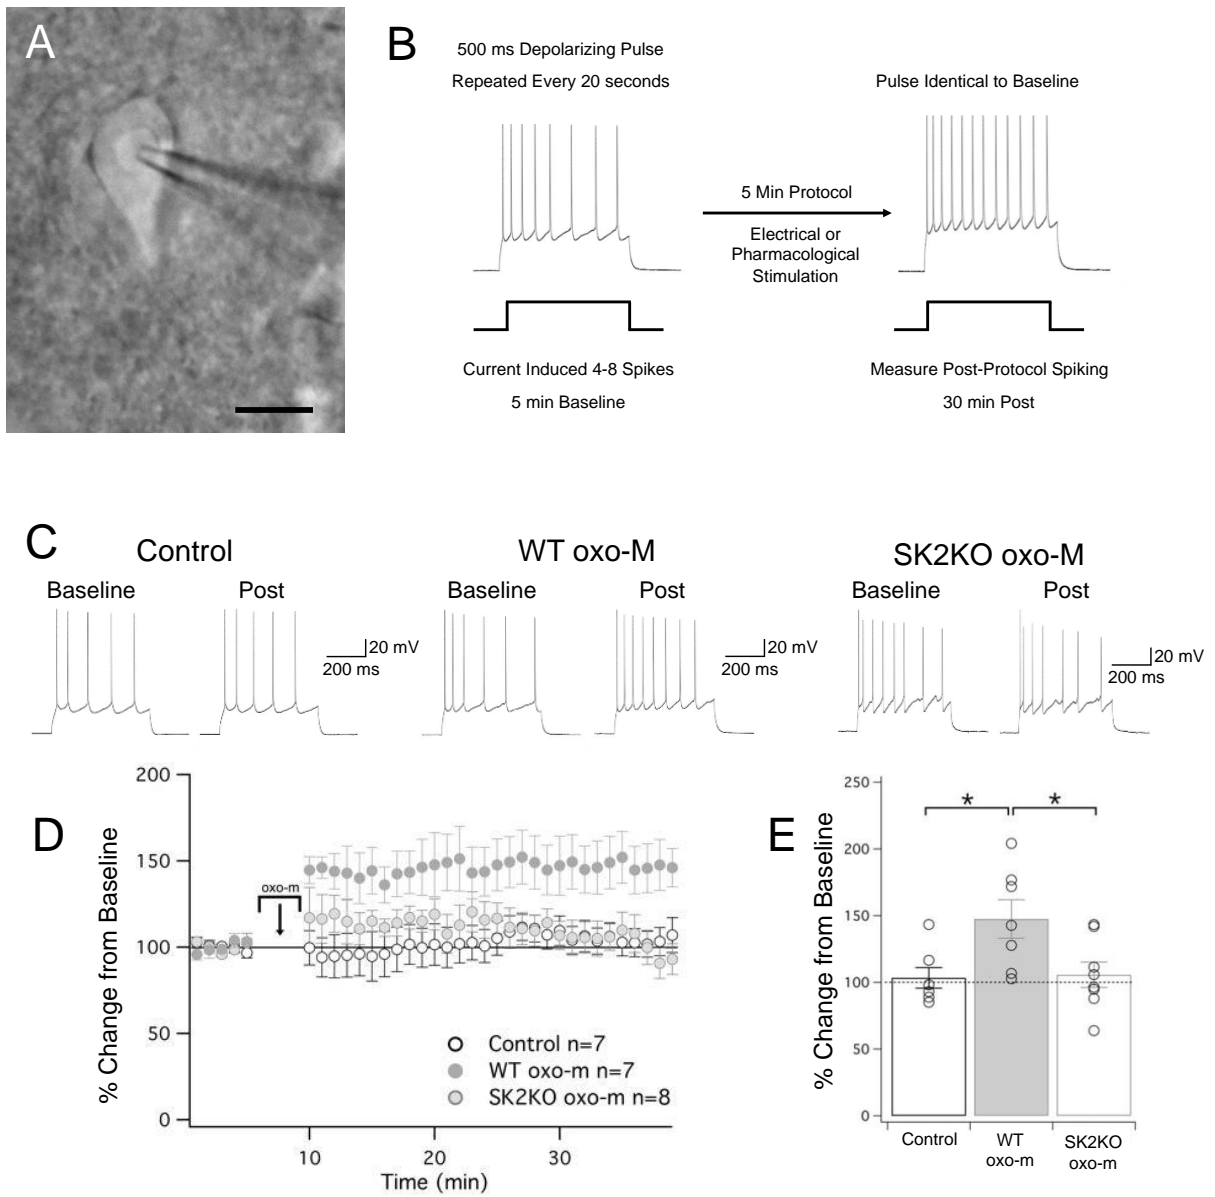 A
B
500 ms Depolarizing Pulse
Repeated Every 20 seconds
Pulse Identical to Baseline
5 Min Protocol
Electrical or
Pharmacological
Stimulation
Current Induced 4-8 Spikes
5 min Baseline
Measure Post-Protocol Spiking
30 min Post
C
Control
Baseline
Post
20 mV
200 ms
WT oxo-M
Baseline
Post
20 mV
200 ms
SK2KO oxo-M
Baseline
Post
20 mV
200 ms
D
% Change from Baseline
200
150
100
50
0
oxo-m
Control n=7
WT oxo-m n=7
SK2KO oxo-m n=8
10
20
30
Time (min)
E
% Change from Baseline
250
200
150
100
50
0
*
*
Control
WT
oxo-m
SK2KO
oxo-m